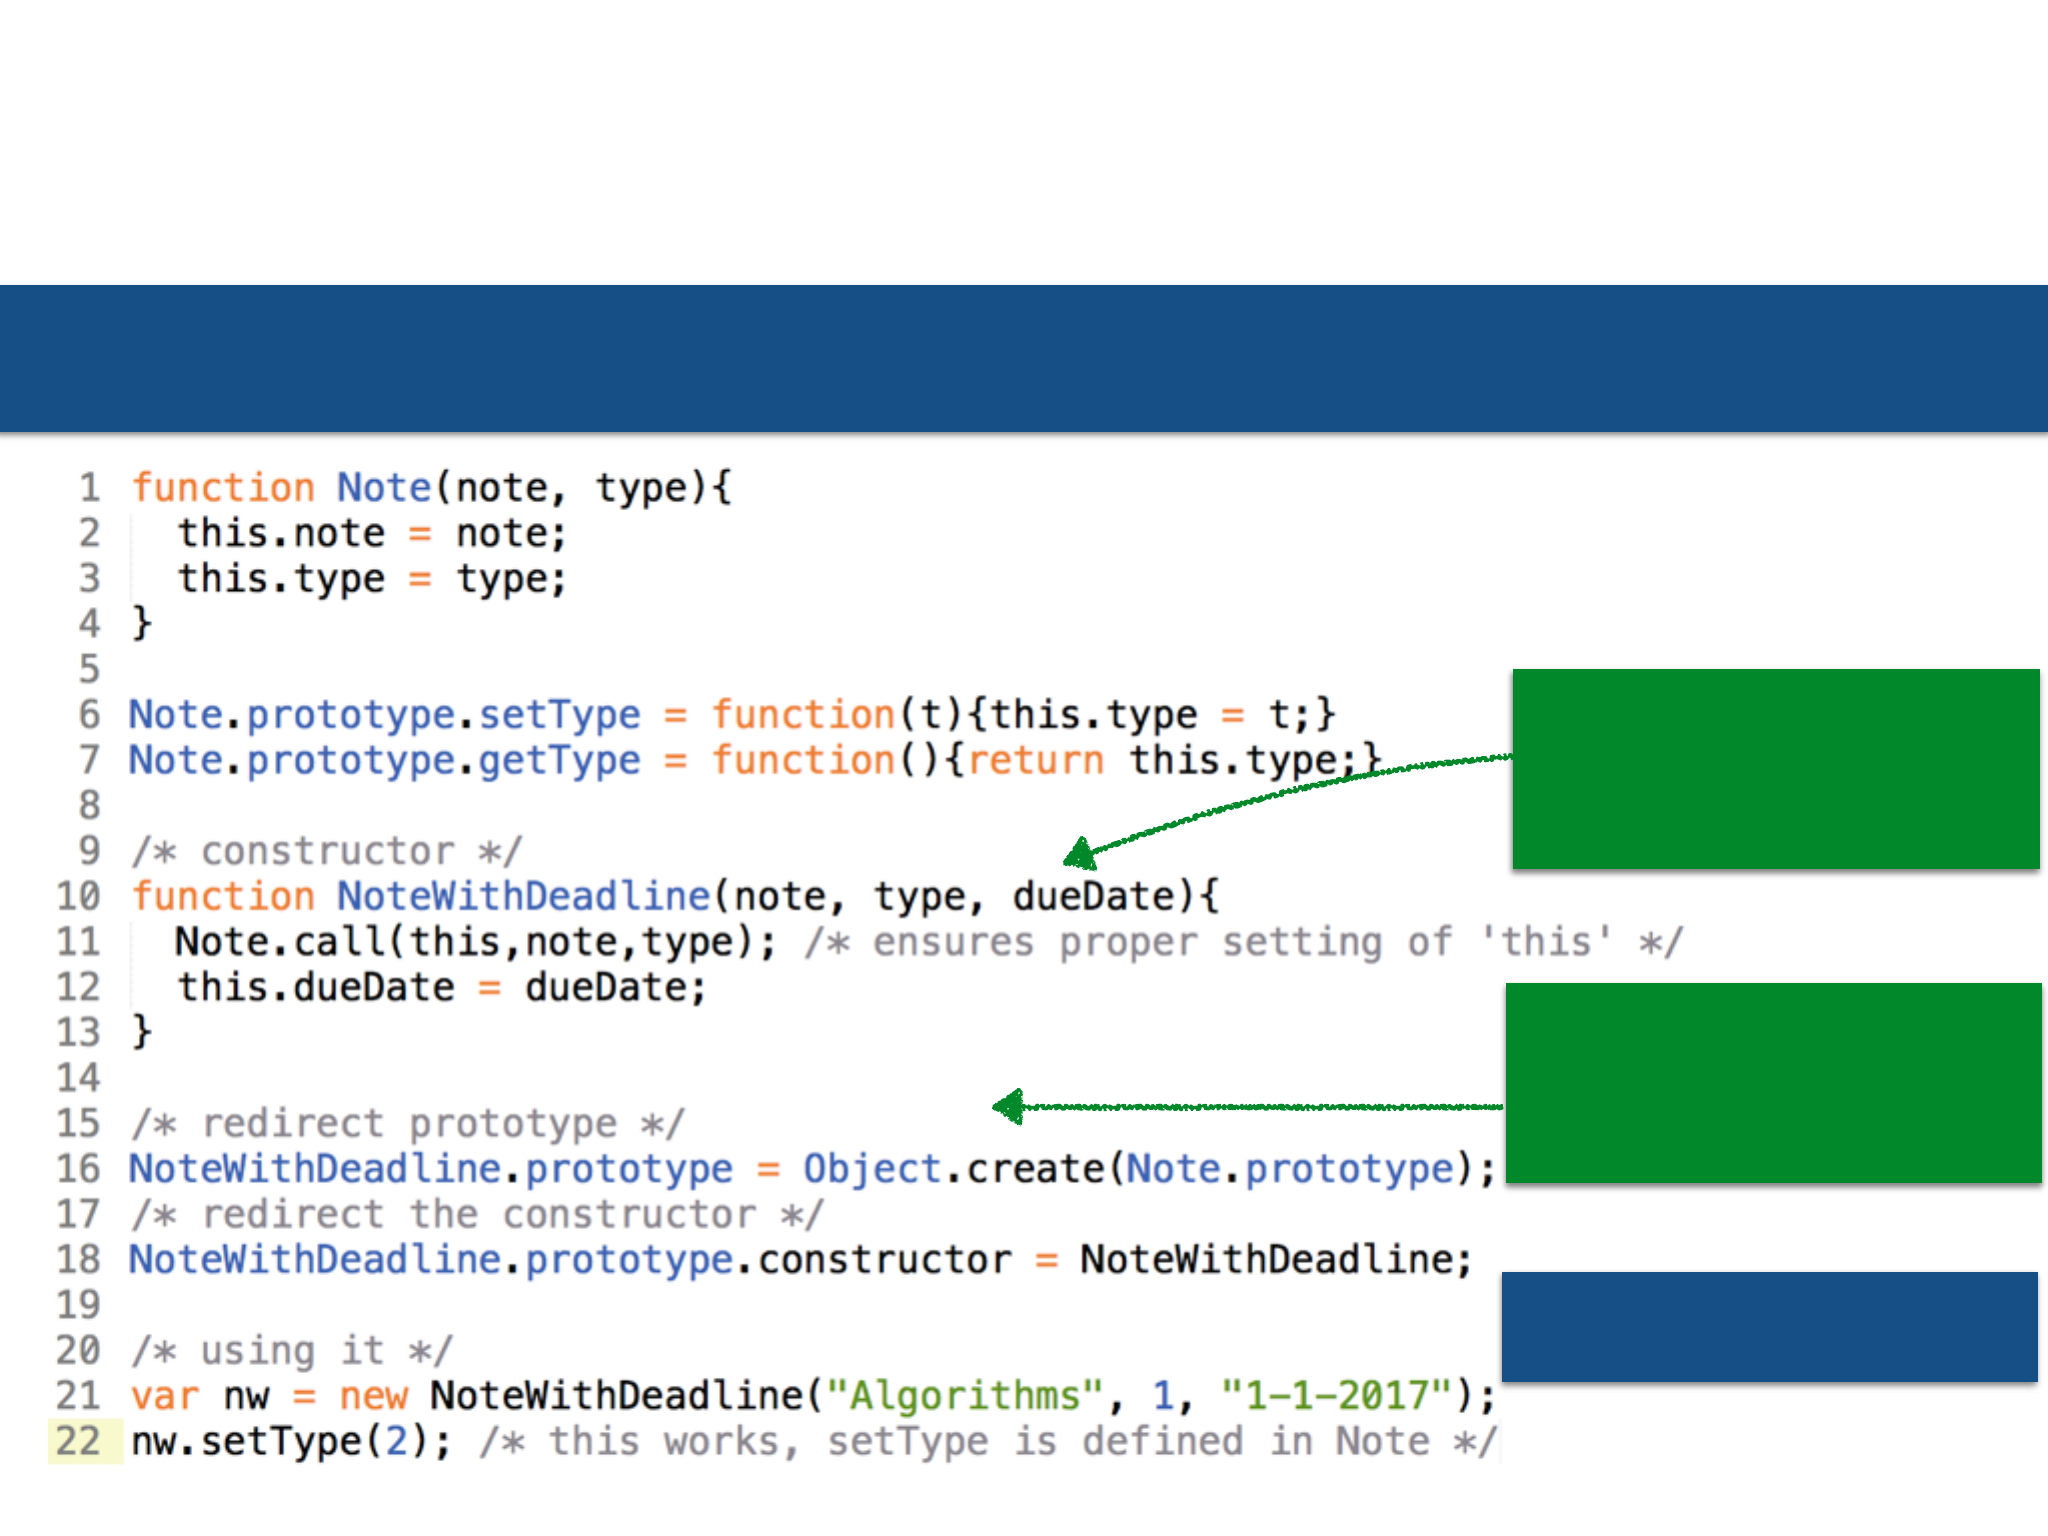 1 function Note(note, type){
2 this.note = note;
3 this.type = type;
4 }
5
6 Note.prototype.setType = function(t){this.type = t;}
7 Note.prototype.getType = function(){return this.type;}
8
9 /* constructor */
10 function NoteWithDeadline(note, type, dueDate){
11 Note.call(this,note,type); /* ensures proper setting of 'this' */
12 this.dueDate = dueDate;
13 }
14
15 /* redirect prototype */
16 NoteWithDeadline.prototype = Object.create(Note.prototype);
17 /* redirect the constructor */
18 NoteWithDeadline.prototype.constructor = NoteWithDeadline;
19
20 /* using it */
21 var nw = new NoteWithDeadline("Algorithms", 1, "1-1-2017");
22 nw.setType(2); /* this works, setType is defined in Note */